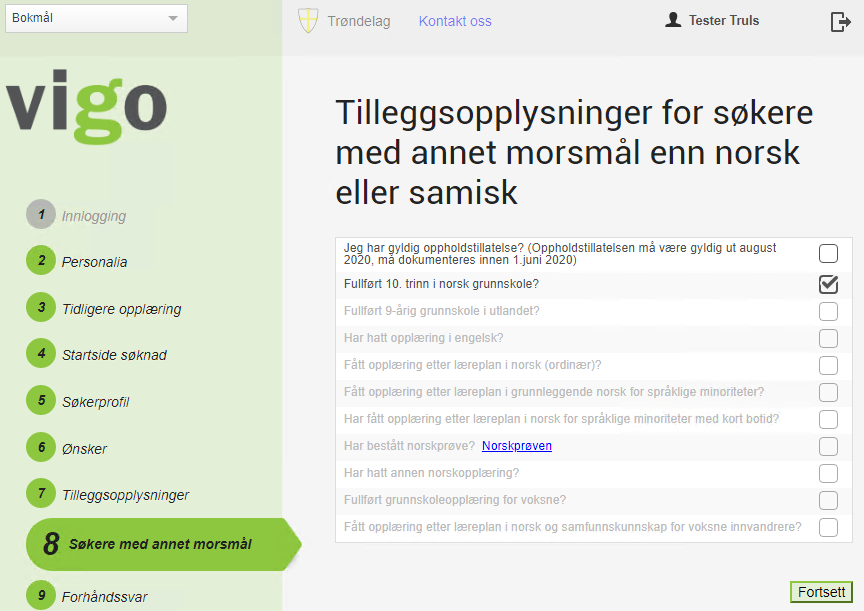 Bokmål
Trøndelag
Kontakt oss
Tester Truls
vigo
1 Innlogging
2 Personalia
3 Tidligere opplæring
4 Startside søknad
5 Søkerprofil
6 Ønsker
7 Tilleggsopplysninger
8 Søkere med annet morsmål
9 Forhåndssvar
Tilleggsopplysninger for søkere
med annet morsmål enn norsk
eller samisk
Jeg har gyldig oppholdstillatelse? (Oppholdstillatelsen må være gyldig ut august
2020, må dokumenteres innen 1.juni 2020)
Fullført 10. trinn i norsk grunnskole?
Fullført 9-årig grunnskole i utlandet?
Har hatt opplæring i engelsk?
Fått opplæring etter læreplan i norsk (ordinær)?
Fått opplæring etter læreplan i grunnleggende norsk for språklige minoriteter?
Har fått opplæring etter læreplan i norsk for språklige minoriteter med kort botid?
Har bestått norskprøve? Norskprøven
Har hatt annen norskopplæring?
Fullført grunnskoleopplæring for voksne?
Fått opplæring etter læreplan i norsk og samfunnskunnskap for voksne innvandrere?
Fortsett